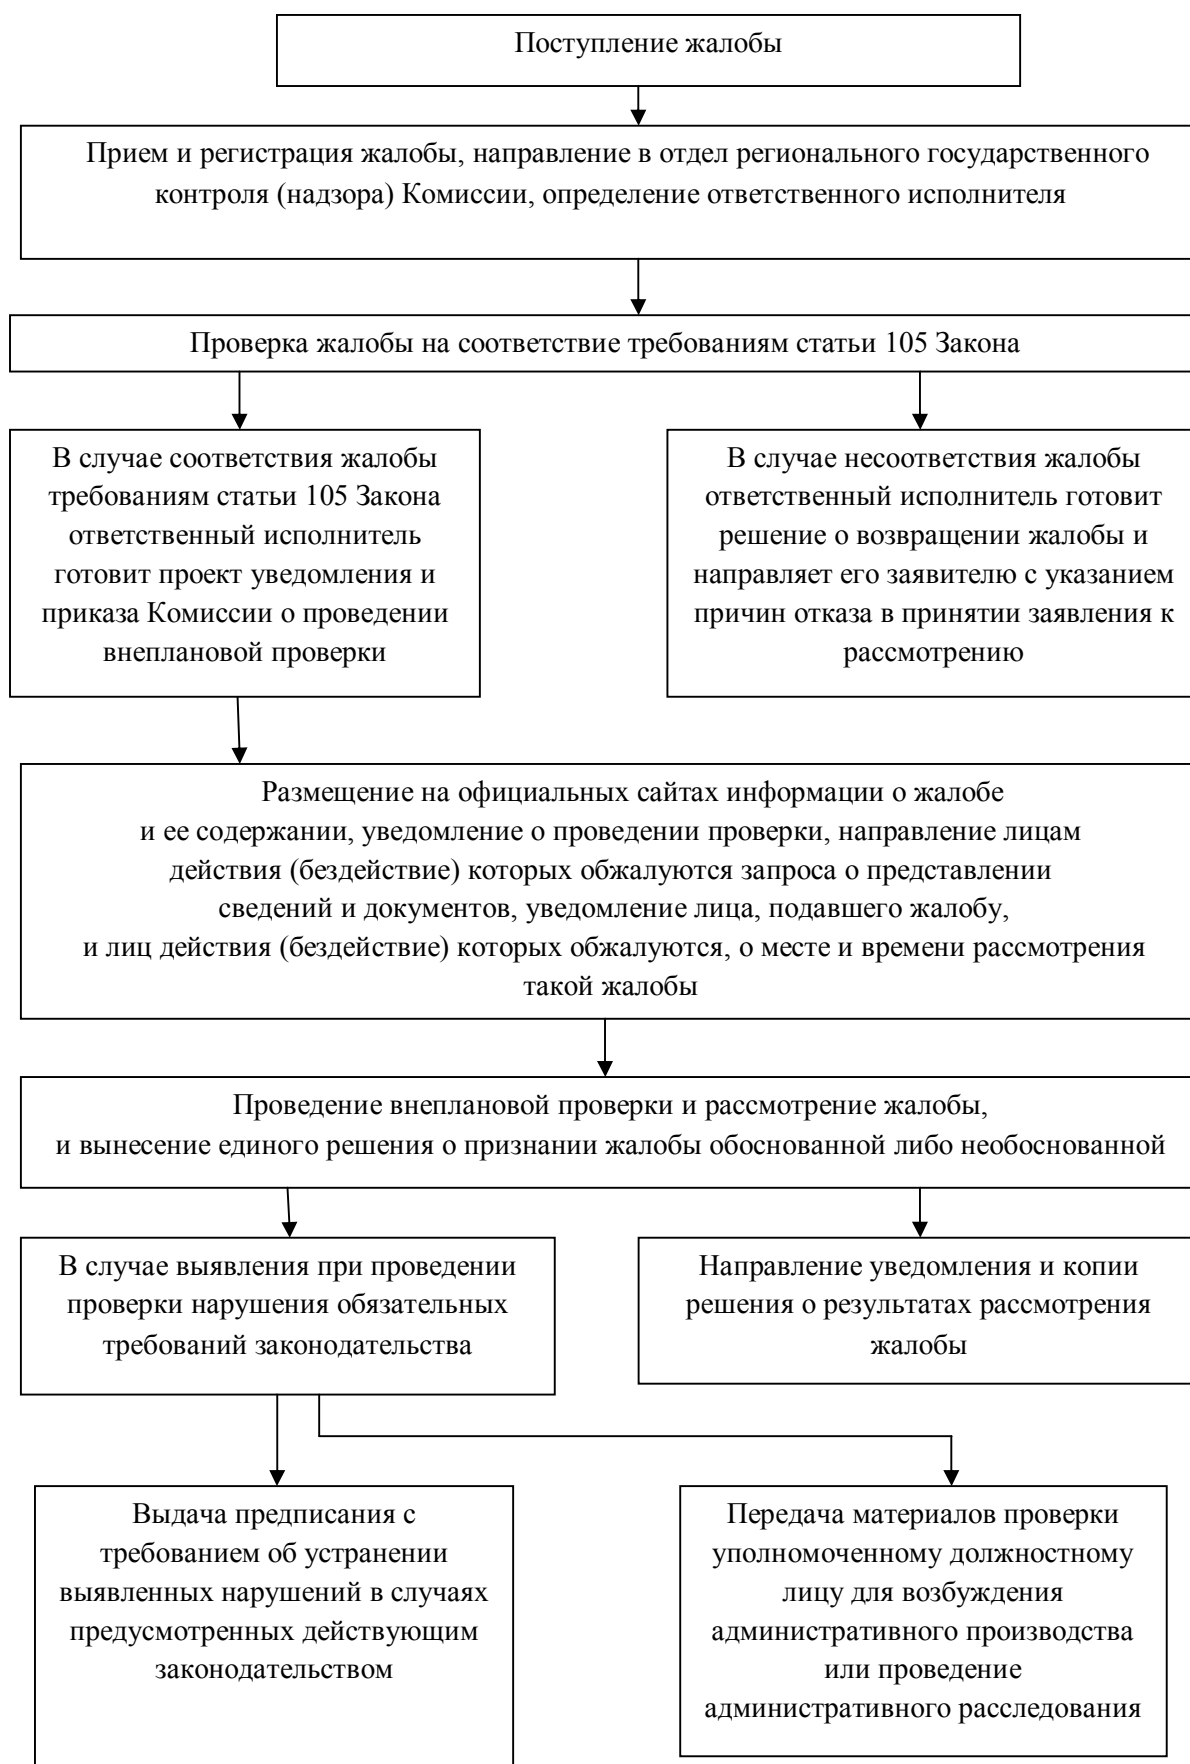 Поступление жалобы
Прием и регистрация жалобы, направление в отдел регионального государственного
контроля (надзора) Комиссии, определение ответственного исполнителя
Проверка жалобы на соответствие требованиям статьи 105 Закона
В случае соответствия жалобы
требованиям статьи 105 Закона
ответственный исполнитель
готовит проект уведомления и
приказа Комиссии о проведении
внеплановой проверки
В случае несоответствия жалобы
ответственный исполнитель готовит
решение о возвращении жалобы и
направляет его заявителю с указанием
причин отказа в принятии заявления к
рассмотрению
Размещение на официальных сайтах информации о жалобе
и ее содержании, уведомление о проведении проверки, направление лицам
действия (бездействие) которых обжалуются запроса о представлении
сведений и документов, уведомление лица, подавшего жалобу,
и лиц действия (бездействие) которых обжалуются, о месте и времени рассмотрения
такой жалобы
Проведение внеплановой проверки и рассмотрение жалобы,
и вынесение единого решения о признании жалобы обоснованной либо необоснованной
В случае выявления при проведении
проверки нарушения обязательных
требований законодательства
Направление уведомления и копии
решения о результатах рассмотрения
жалобы
Выдача предписания с
требованием об устранении
выявленных нарушений в случаях
предусмотренных действующим
законодательством
Передача материалов проверки
уполномоченному должностному
лицу для возбуждения
административного производства
или проведение
административного расследования